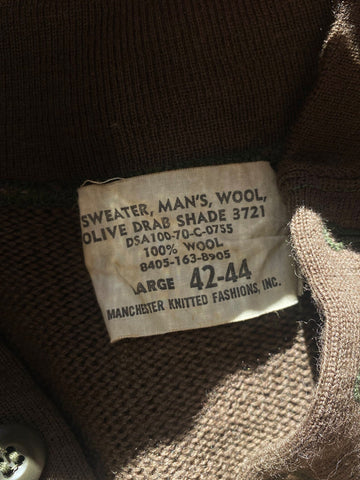 SWEATER, MAN'S, WOOL,
OLIVE DRAB SHADE 3721
DSA100-70-C-0755
100% WOOL
8405-163-8905
LARGE 42-44
MANCHESTER KNITTED FASHIONS, INC.